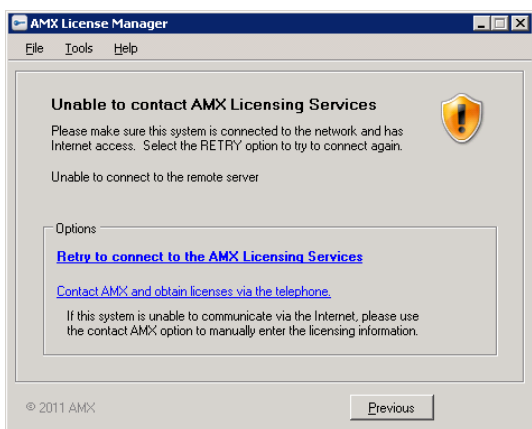 AMX License Manager
File Tools Help
Unable to contact AMX Licensing Services
Please make sure this system is connected to the network and has
Internet access. Select the RETRY option to try to connect again.
Unable to connect to the remote server
Options
Retry to connect to the AMX Licensing Services
Contact AMX and obtain licenses via the telephone.
If this system is unable to communicate via the Internet, please use
the contact AMX option to manually enter the licensing information.
© 2011 AMX
Previous